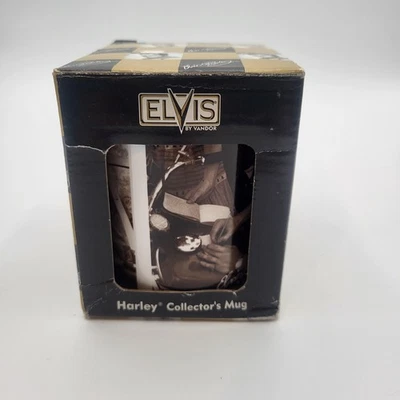 ELVIS
BY VANDOR
Harley® Collector's Mug